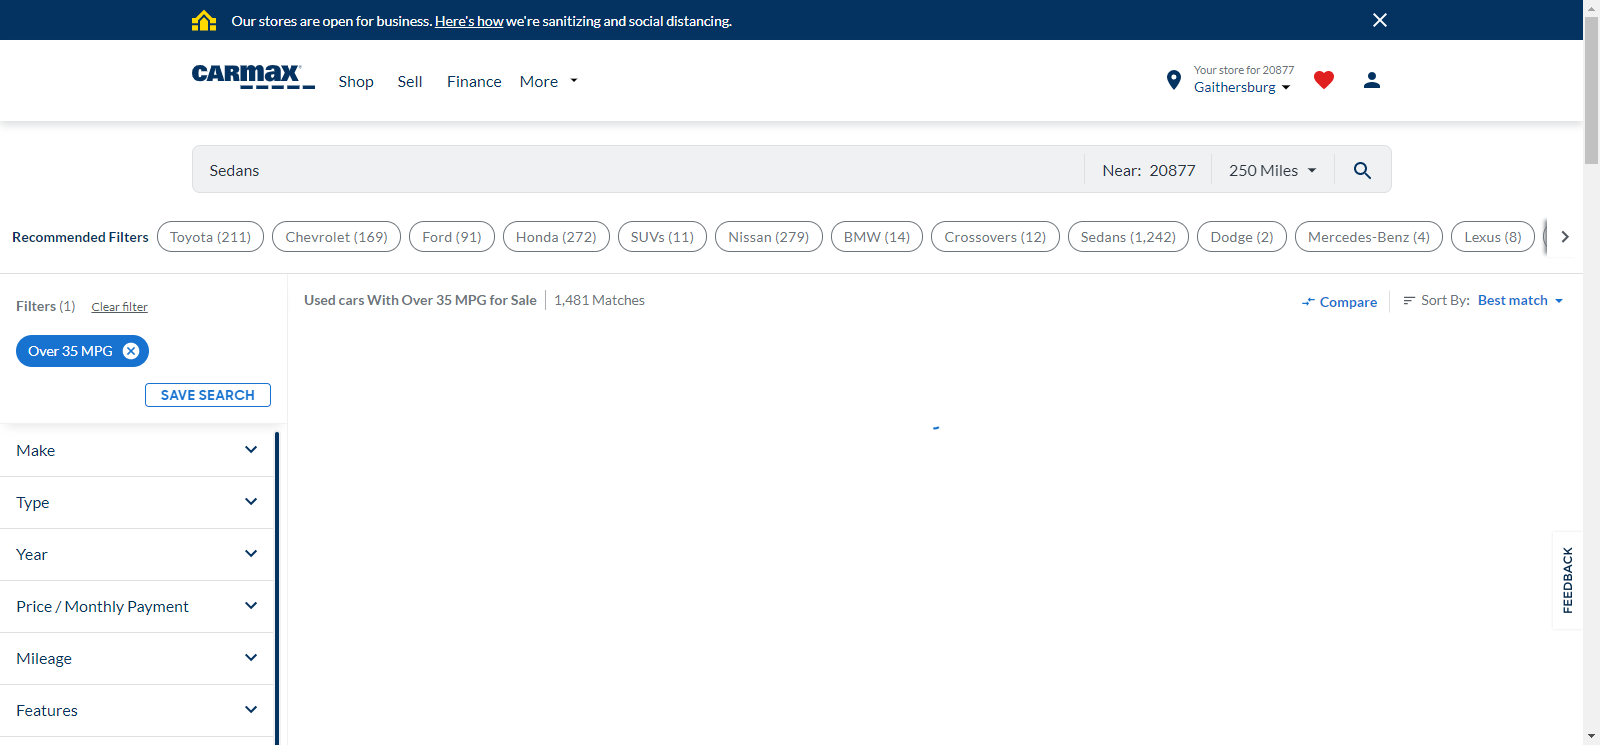 Our stores are open for business. Here's how we're sanitizing and social distancing.
CARMAX
Shop
Sell
Finance
More
Your store for 20877
Gaithersburg
Sedans
Near: 20877
250 Miles
Recommended Filters
Toyota (211)
Chevrolet (169)
Ford (91)
Honda (272)
SUVs (11)
Nissan (279)
BMW (14)
Crossovers (12)
Sedans (1,242)
Dodge (2)
Mercedes-Benz (4)
Lexus (8)
Filters (1)
Clear filter
Used cars With Over 35 MPG for Sale
1,481 Matches
Compare
Sort By: Best match
Over 35 MPG
SAVE SEARCH
Make
Type
Year
Price / Monthly Payment
Mileage
Features
FEEDBACK